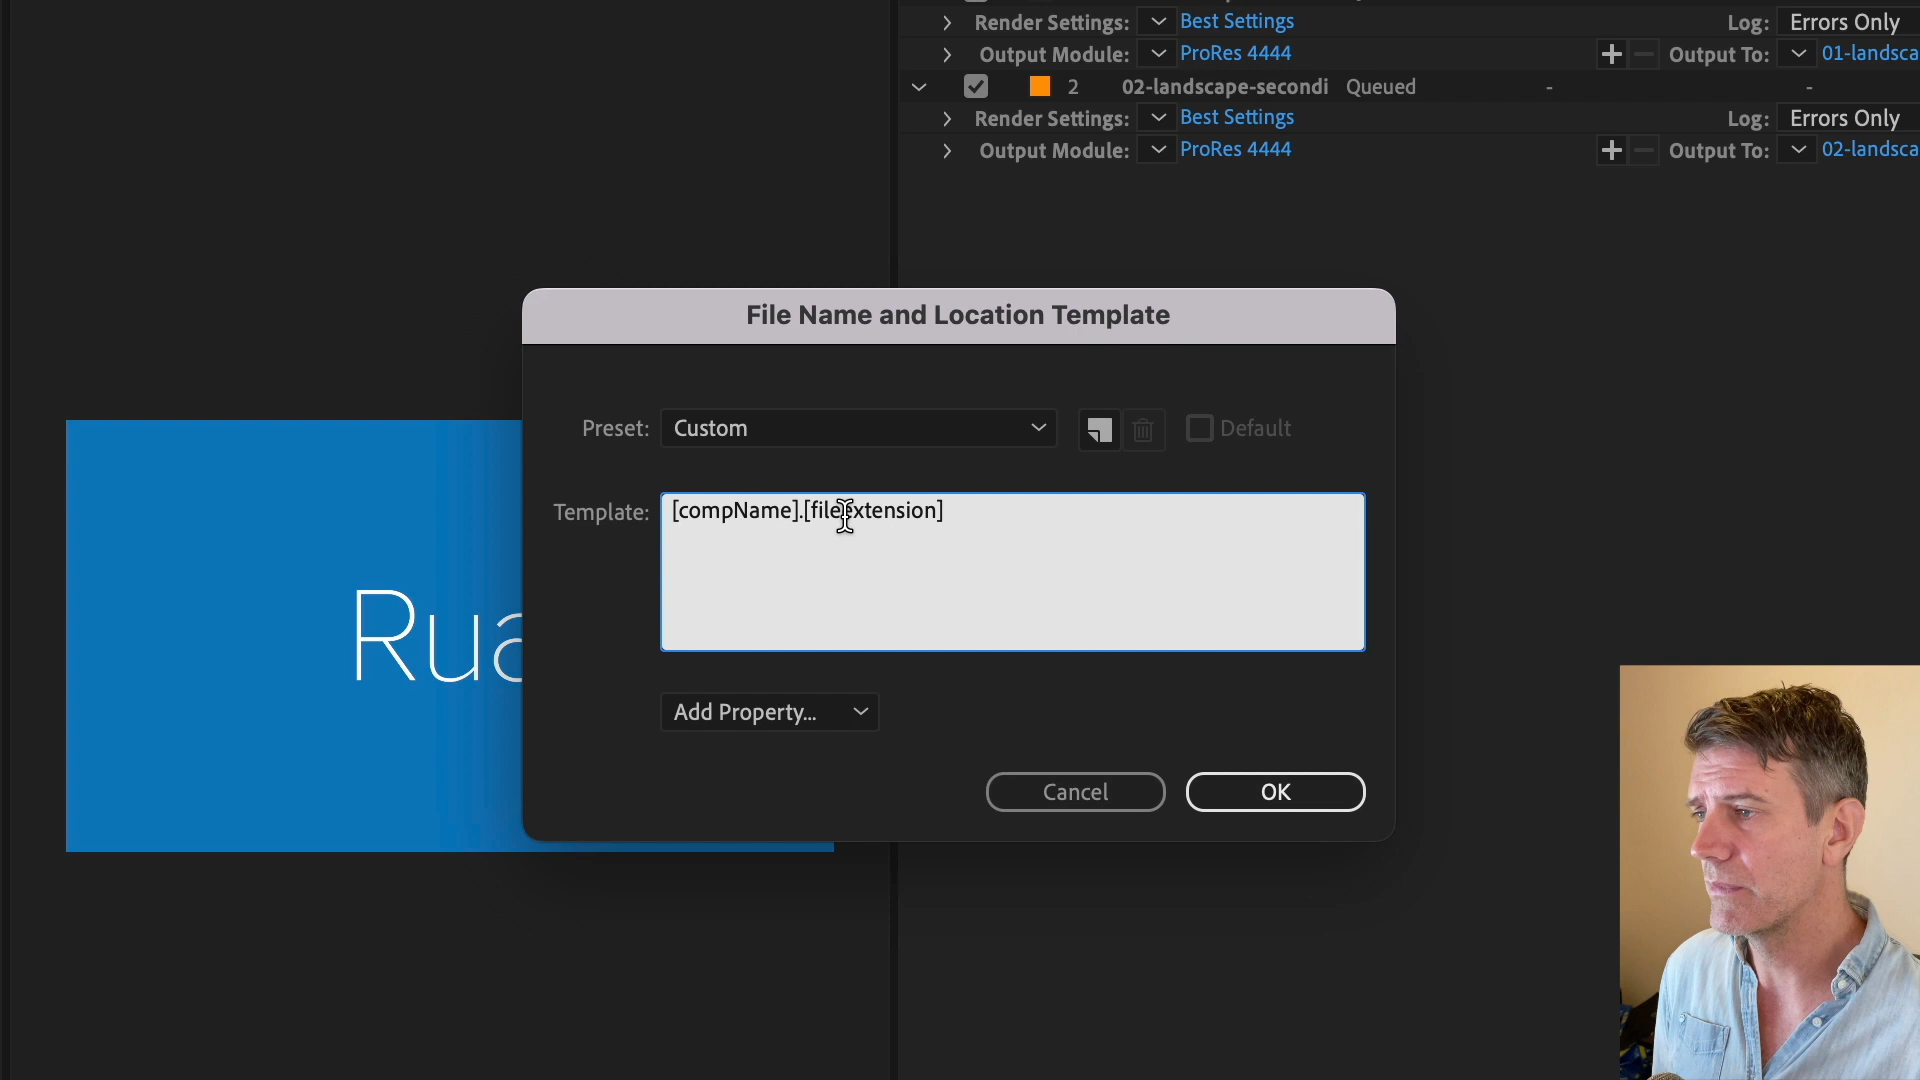 Render Settings: Best Settings Log: Errors Only
Output Module: ProRes 4444 Output To: 01-landsca
2 02-landscape-secondi Queued - -
Render Settings: Best Settings Log: Errors Only
Output Module: ProRes 4444 Output To: 02-landsca
File Name and Location Template
Preset: Custom Default
Template: [compName].[fileextension]
Rua
Add Property...
Cancel OK